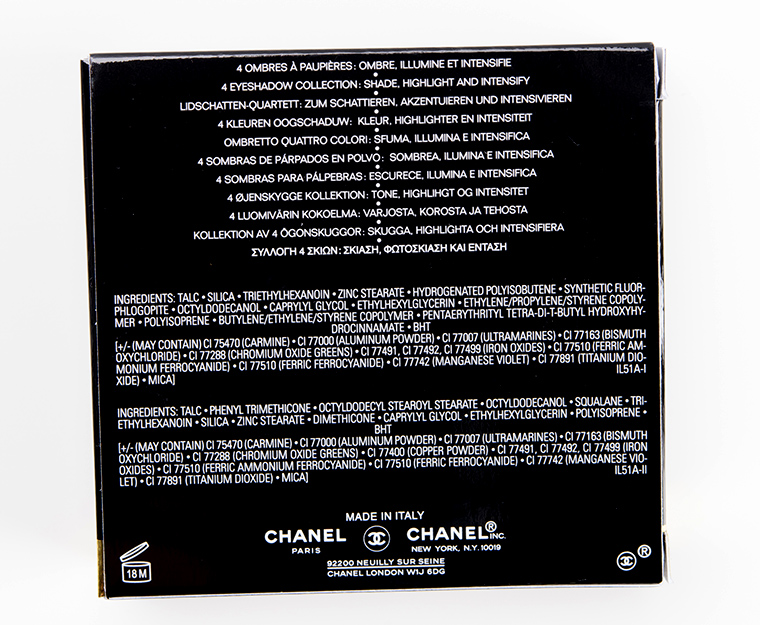 4 OMBRES À PAUPIÈRES: OMBRE, ILLUMINE ET INTENSIFIE
4 EYESHADOW COLLECTION: SHADE, HIGHLIGHT AND INTENSIFY
LIDSCHATTEN-QUARTETT: ZUM SCHATTIEREN, AKZENTUIEREN UND INTENSIVIEREN
4 KLEUREN OOGSCHADUW: KLEUR, HIGHLIGHTER EN INTENSITEIT
OMBRETTO QUATTRO COLORI: SFUMA, ILLUMINA E INTENSIFICA
4 SOMBRAS DE PÁRPADOS EN POLVO: SOMBREA, ILUMINA E INTENSIFICA
4 SOMBRAS PARA PÁLPEBRAS: ESCURECE, ILUMINA E INTENSIFICA
4 ØJENSKYGGE KOLLEKTION: TONE, HIGHLIHGT OG INTENSITET
4 LUOMIVÄRIN KOKOELMA: VARJOSTA, KOROSTA JA TEHOSTA
KOLLEKTION AV 4 ÖGONSKUGGOR: SKUGGA, HIGHLIGHTA OCH INTENSIFIERA
ΣΥΛΛΟΓΗ 4 ΣΚΙΩΝ: ΣΚΙΑΣΗ, ΦΩΤΟΣΚΙΑΣΗ ΚΑΙ ΕΝΤΑΣΗ
INGREDIENTS: TALC • SILICA • TRIETHYLHEXANOIN • ZINC STEARATE • HYDROGENATED POLYISOBUTENE • SYNTHETIC FLUOR-
PHLOGOPITE • OCTYLDODECANOL • CAPRYLYL GLYCOL • ETHYLHEXYLGLYCERIN • ETHYLENE/PROPYLENE/STYRENE COPOLY-
MER • POLYISOPRENE • BUTYLENE/ETHYLENE/STYRENE COPOLYMER • PENTAERYTHRITYL TETRA-DI-T-BUTYL HYDROXYHY-
DROCINNAMATE • BHT
[+/- (MAY CONTAIN) CI 75470 (CARMINE) • CI 77000 (ALUMINUM POWDER) • CI 77007 (ULTRAMARINES) • CI 77163 (BISMUTH
OXYCHLORIDE) • CI 77288 (CHROMIUM OXIDE GREENS) • CI 77491, CI 77492, CI 77499 (IRON OXIDES) • CI 77510 (FERRIC AM-
MONIUM FERROCYANIDE) • CI 77510 (FERRIC FERROCYANIDE) • CI 77742 (MANGANESE VIOLET) • CI 77891 (TITANIUM DIO-
XIDE) • MICA] IL51A-I
INGREDIENTS: TALC • PHENYL TRIMETHICONE • OCTYLDODECYL STEAROYL STEARATE • OCTYLDODECANOL • SQUALANE • TRI-
ETHYLHEXANOIN • SILICA • ZINC STEARATE • DIMETHICONE • CAPRYLYL GLYCOL • ETHYLHEXYLGLYCERIN • POLYISOPRENE •
BHT
[+/- (MAY CONTAIN) CI 75470 (CARMINE) • CI 77000 (ALUMINUM POWDER) • CI 77007 (ULTRAMARINES) • CI 77163 (BISMUTH
OXYCHLORIDE) • CI 77288 (CHROMIUM OXIDE GREENS) • CI 77400 (COPPER POWDER) • CI 77491, CI 77492, CI 77499 (IRON
OXIDES) • CI 77510 (FERRIC AMMONIUM FERROCYANIDE) • CI 77510 (FERRIC FERROCYANIDE) • CI 77742 (MANGANESE VIO-
LET) • CI 77891 (TITANIUM DIOXIDE) • MICA] IL51A-II
MADE IN ITALY
CHANEL CHANEL® INC.
PARIS NEW YORK, N.Y. 10019
92200 NEUILLY SUR SEINE
CHANEL LONDON W1J 6DG
18 M
®